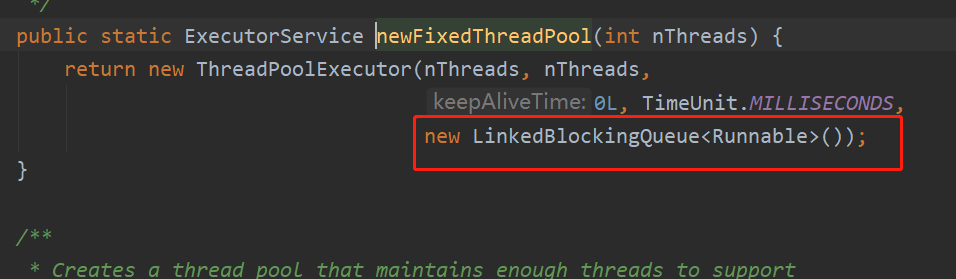 */
public static ExecutorService newFixedThreadPool(int nThreads) {
return new ThreadPoolExecutor(nThreads, nThreads,
keepAliveTime: 0L, TimeUnit.MILLISECONDS,
new LinkedBlockingQueue<Runnable>());
}
/**
* Creates a thread pool that maintains enough threads to support